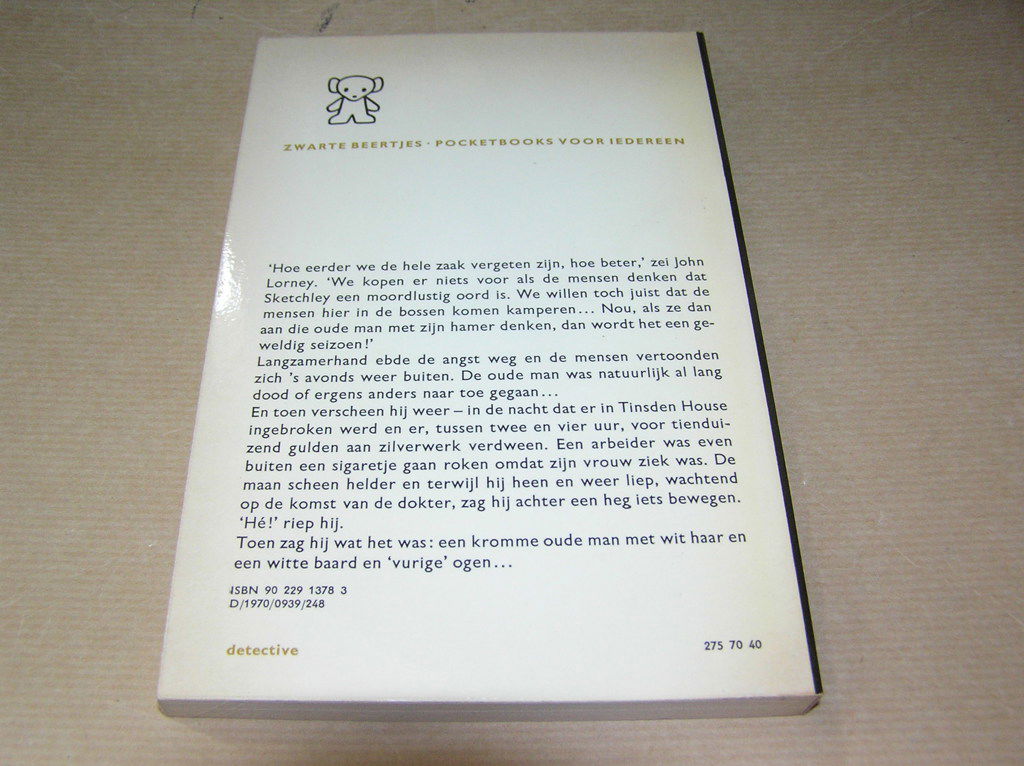 ZWARTE BEERTJES · POCKETBOOKS VOOR IEDEREEN
‘Hoe eerder we de hele zaak vergeten zijn, hoe beter,’ zei John
Lorney. ‘We kopen er niets voor als de mensen denken dat
Sketchley een moordlustig oord is. We willen toch juist dat de
mensen hier in de bossen komen kamperen... Nou, als ze dan
aan die oude man met zijn hamer denken, dan wordt het een ge-
weldig seizoen!’
Langzamerhand ebde de angst weg en de mensen vertoonden
zich ’s avonds weer buiten. De oude man was natuurlijk al lang
dood of ergens anders naar toe gegaan...
En toen verscheen hij weer – in de nacht dat er in Tinsden House
ingebroken werd en er, tussen twee en vier uur, voor tiendui-
zend gulden aan zilverwerk verdween. Een arbeider was even
buiten een sigaretje gaan roken omdat zijn vrouw ziek was. De
maan scheen helder en terwijl hij heen en weer liep, wachtend
op de komst van de dokter, zag hij achter een heg iets bewegen.
‘Hé!’ riep hij.
Toen zag hij wat het was: een kromme oude man met wit haar en
een witte baard en ‘vurige’ ogen...
ISBN 90 229 1378 3
D/1970/0939/248
detective
275 70 40